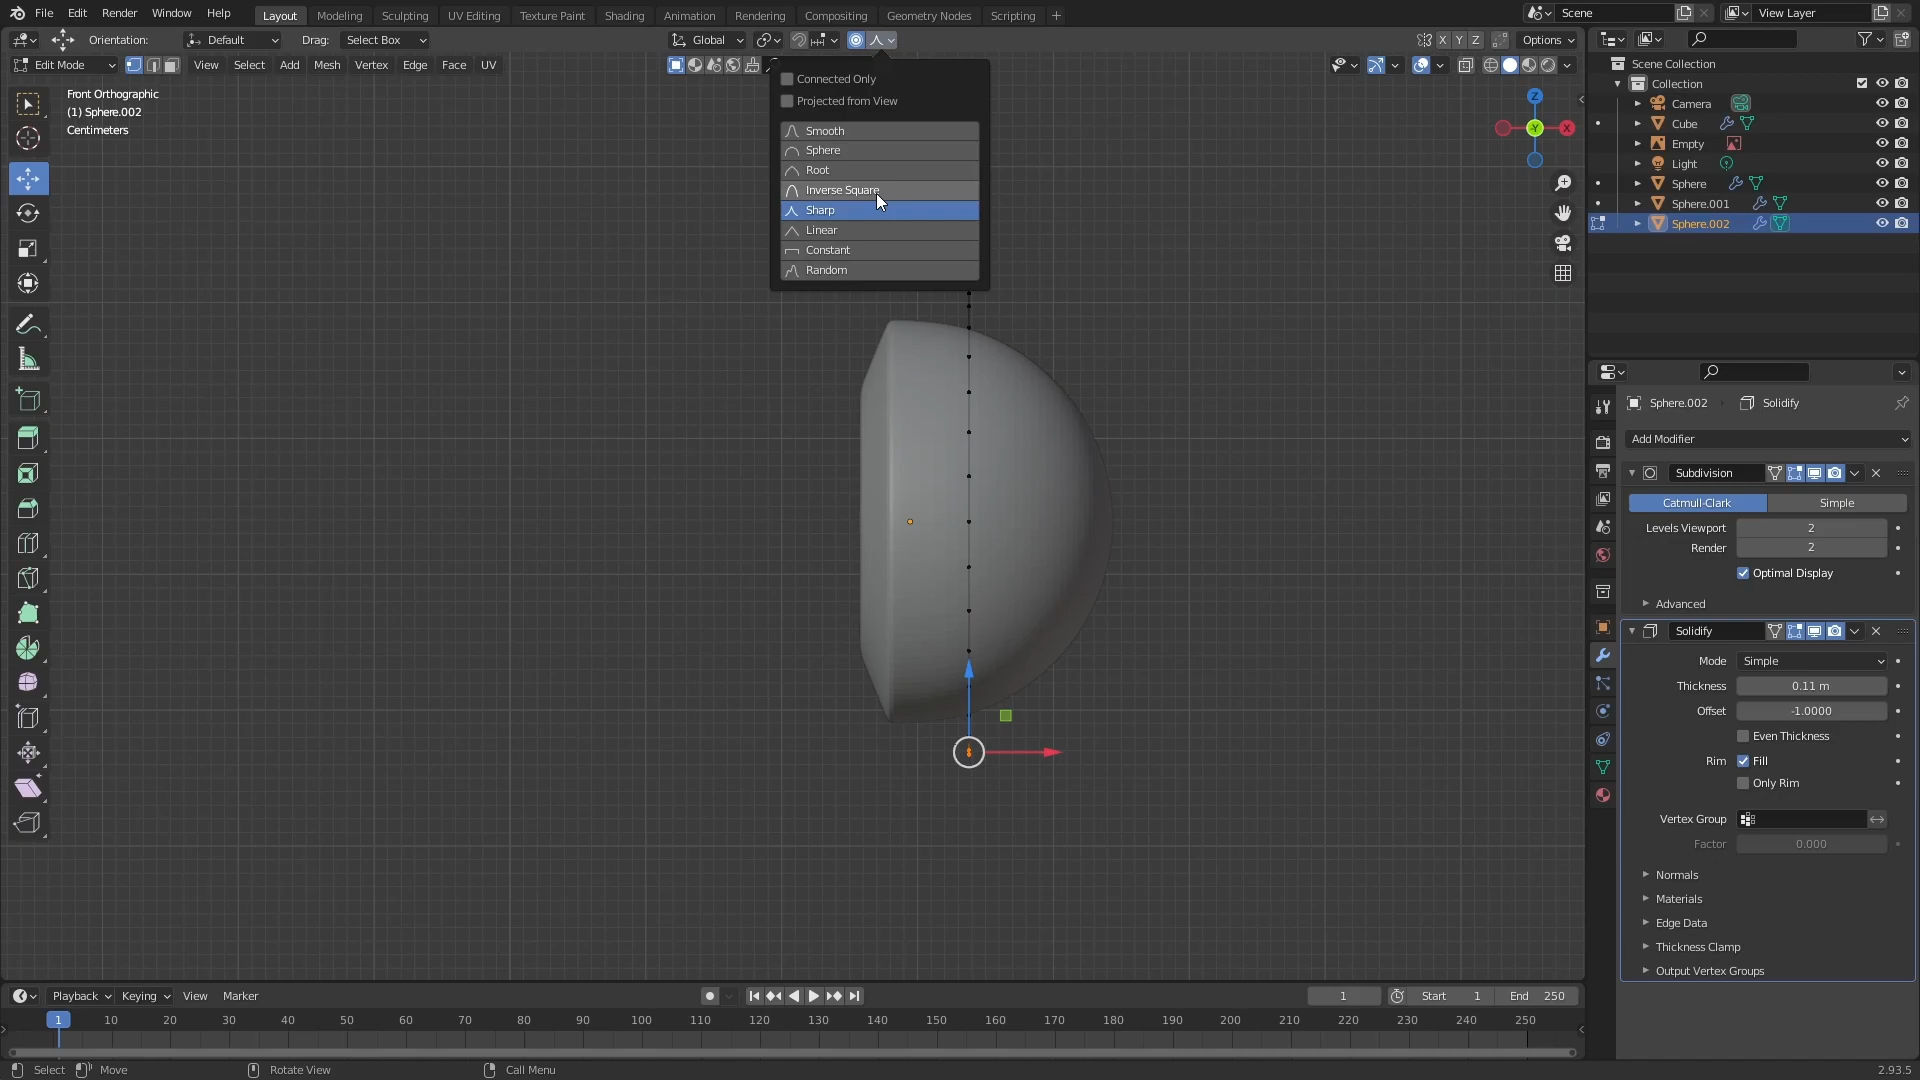 File Edit Render Window Help Layout Modeling Sculpting UV Editing Texture Paint Shading Animation Rendering Compositing Geometry Nodes Scripting + Scene View Layer
Orientation: Default Drag: Select Box Global X Y Z Options
Edit Mode View Select Add Mesh Vertex Edge Face UV
Front Orthographic
(1) Sphere.002
Centimeters
Connected Only
Projected from View
Smooth
Sphere
Root
Inverse Square
Sharp
Linear
Constant
Random
Z
Y
X
Scene Collection
Collection
Camera
Cube
Empty
Light
Sphere
Sphere.001
Sphere.002
Sphere.002 Solidify
Add Modifier
Subdivision
Catmull-Clark Simple
Levels Viewport 2
Render 2
Optimal Display
Advanced
Solidify
Mode Simple
Thickness 0.11 m
Offset -1.0000
Even Thickness
Rim Fill
Only Rim
Vertex Group
Factor 0.000
Normals
Materials
Edge Data
Thickness Clamp
Output Vertex Groups
Playback Keying View Marker 1 Start 1 End 250
1 10 20 30 40 50 60 70 80 90 100 110 120 130 140 150 160 170 180 190 200 210 220 230 240 250
Select Move Rotate View Call Menu 2.93.5